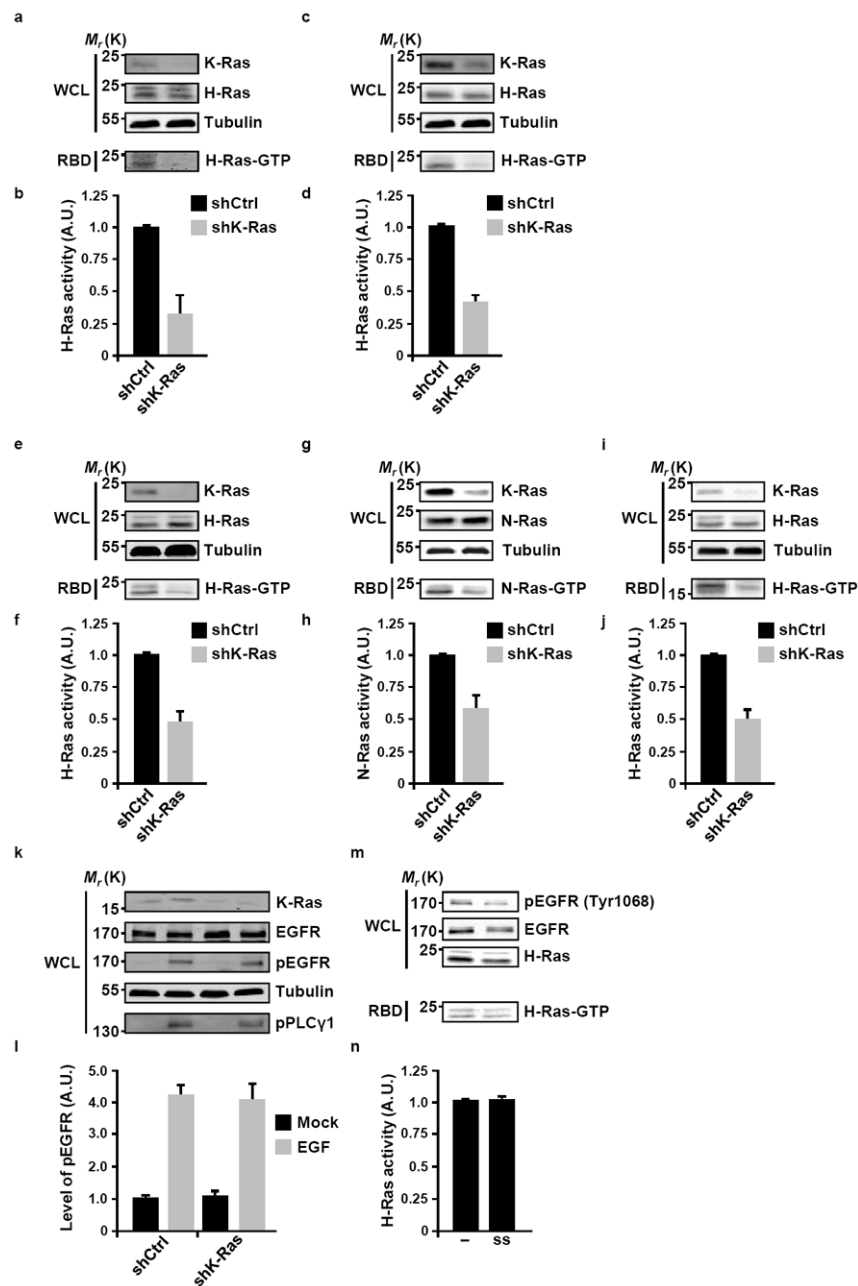 a
M_r (K)
25
K-Ras
WCL
25
H-Ras
55
Tubulin
RBD
25
H-Ras-GTP
b
H-Ras activity (A.U.)
1.25
1.0
0.75
0.5
0.25
0
shCtrl
shK-Ras
shCtrl
shK-Ras
c
M_r (K)
25
K-Ras
WCL
25
H-Ras
55
Tubulin
RBD
25
H-Ras-GTP
d
H-Ras activity (A.U.)
1.25
1.0
0.75
0.5
0.25
0
shCtrl
shK-Ras
shCtrl
shK-Ras
e
M_r (K)
25
K-Ras
WCL
25
H-Ras
55
Tubulin
RBD
25
H-Ras-GTP
f
H-Ras activity (A.U.)
1.25
1.0
0.75
0.5
0.25
0
shCtrl
shK-Ras
shCtrl
shK-Ras
g
M_r (K)
25
K-Ras
WCL
25
N-Ras
55
Tubulin
RBD
25
N-Ras-GTP
h
N-Ras activity (A.U.)
1.25
1.0
0.75
0.5
0.25
0
shCtrl
shK-Ras
shCtrl
shK-Ras
i
M_r (K)
25
K-Ras
WCL
25
H-Ras
55
Tubulin
RBD
15
H-Ras-GTP
j
H-Ras activity (A.U.)
1.25
1.0
0.75
0.5
0.25
0
shCtrl
shK-Ras
shCtrl
shK-Ras
k
M_r (K)
15
K-Ras
170
EGFR
WCL
170
pEGFR
55
Tubulin
130
pPLCγ1
l
Level of pEGFR (A.U.)
5.0
4.0
3.0
2.0
1.0
0
Mock
EGF
shCtrl
shK-Ras
m
M_r (K)
170
pEGFR (Tyr1068)
WCL
170
EGFR
25
H-Ras
RBD
25
H-Ras-GTP
n
H-Ras activity (A.U.)
1.25
1.0
0.75
0.5
0.25
0
–
ss